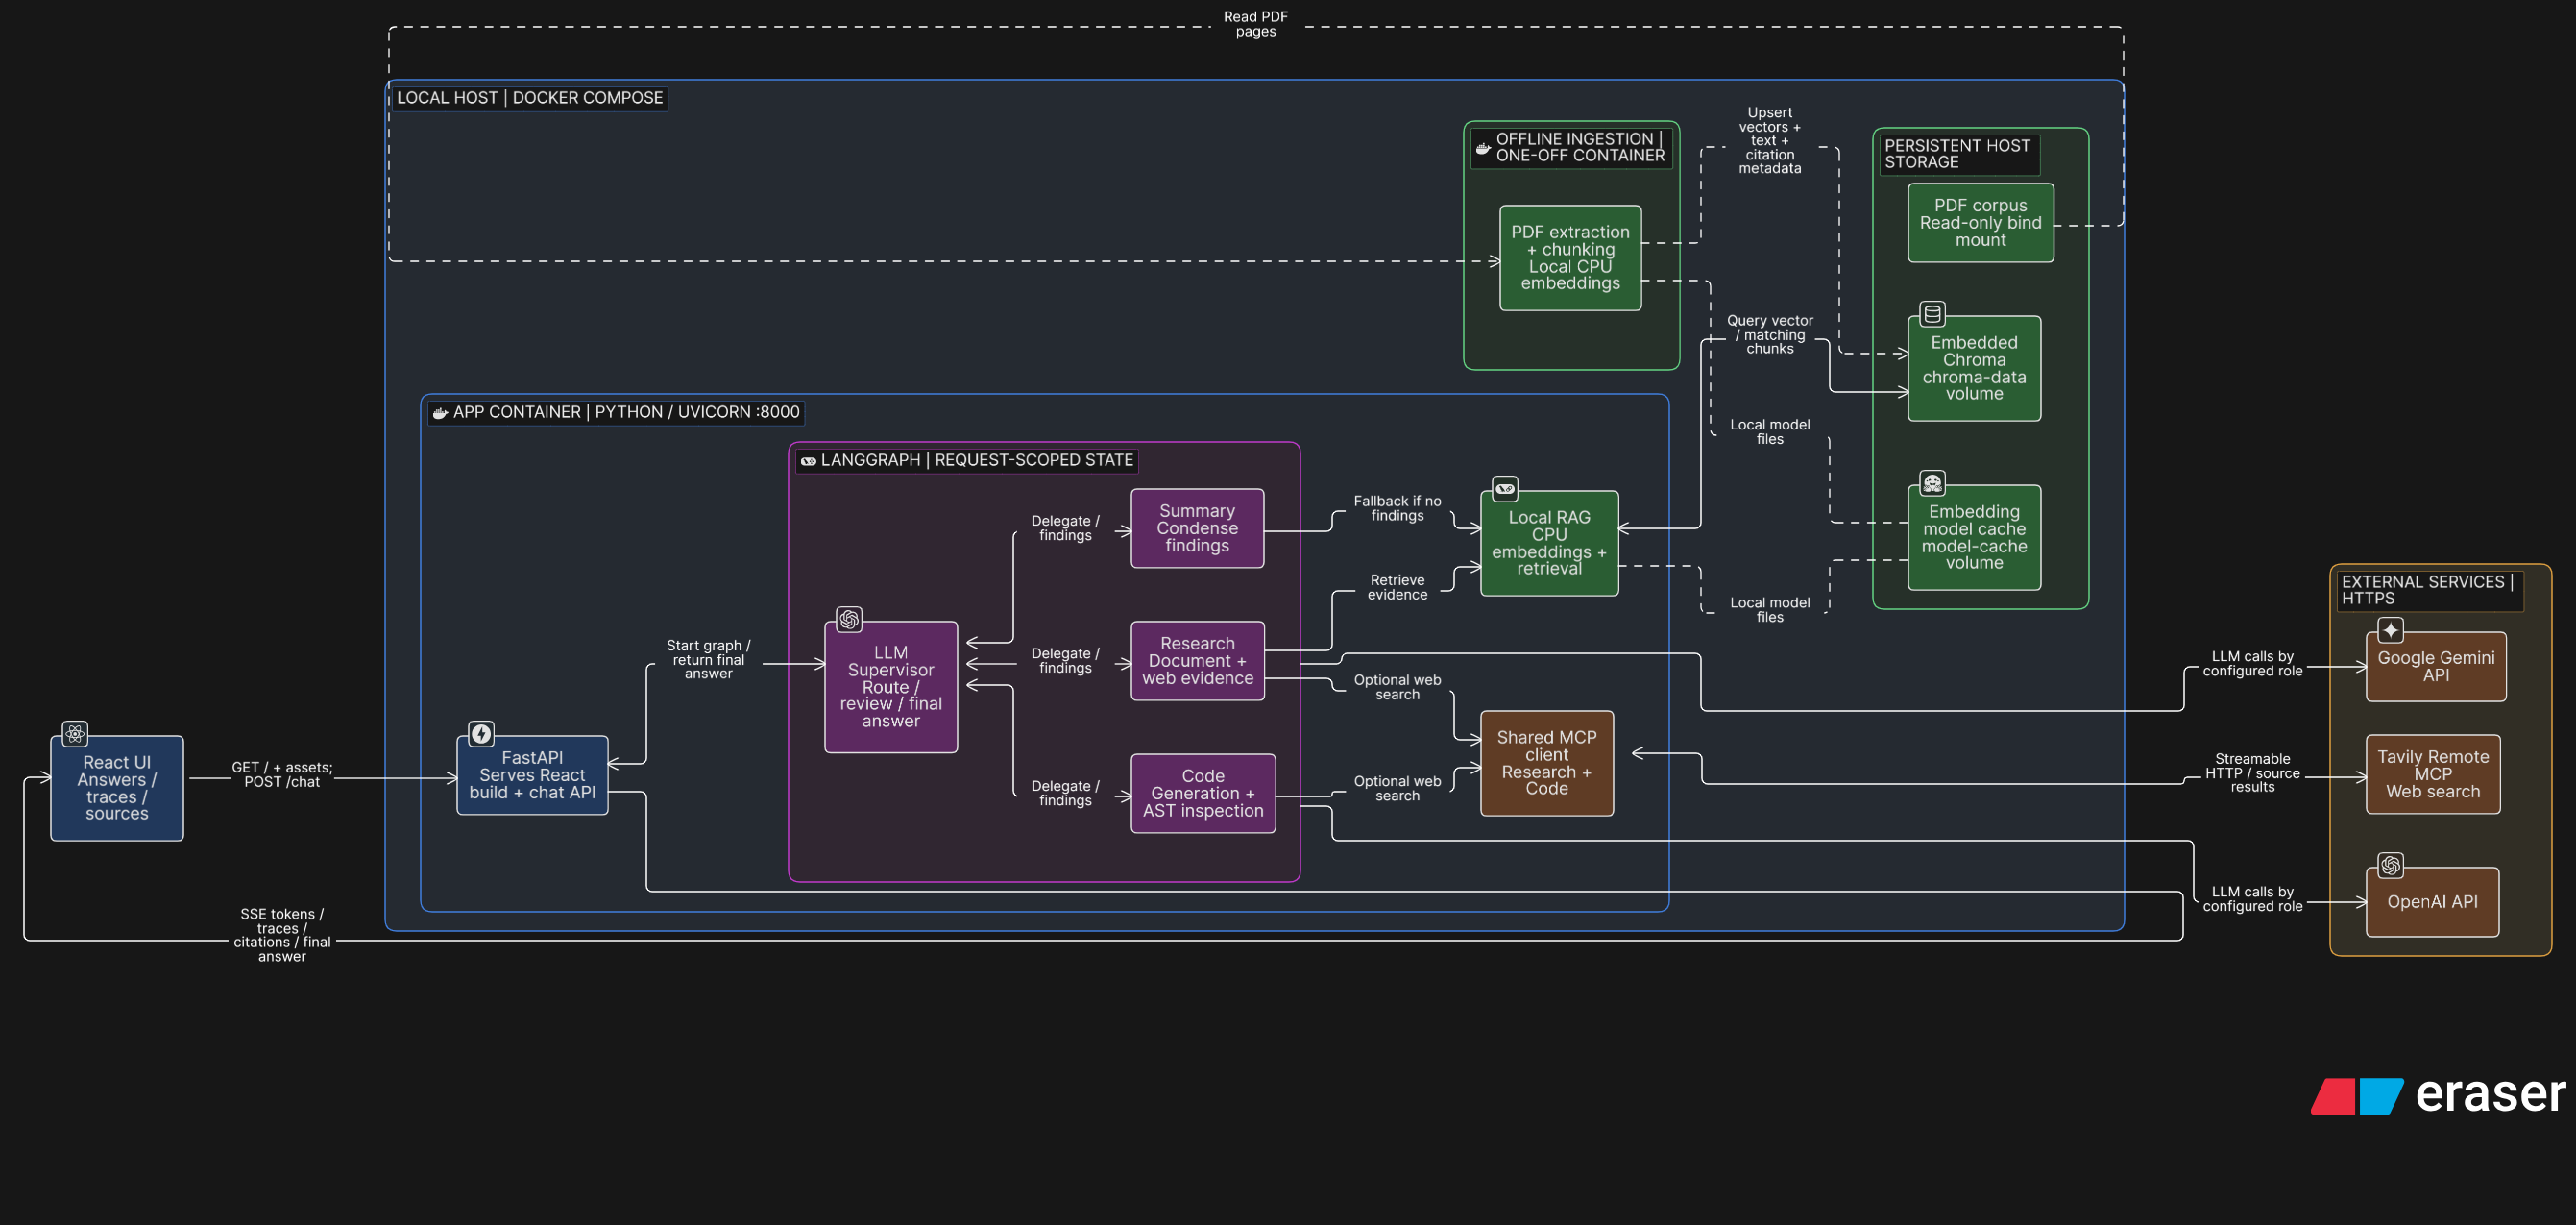 Read PDF
pages
LOCAL HOST | DOCKER COMPOSE
OFFLINE INGESTION |
ONE-OFF CONTAINER
PDF extraction
+ chunking
Local CPU
embeddings
Upsert
vectors +
text +
citation
metadata
PERSISTENT HOST
STORAGE
PDF corpus
Read-only bind
mount
Query vector
/ matching
chunks
Embedded
Chroma
chroma-data
volume
Local model
files
Embedding
model cache
model-cache
volume
Local model
files
APP CONTAINER | PYTHON / UVICORN :8000
LANGGRAPH | REQUEST-SCOPED STATE
Delegate /
findings
Summary
Condense
findings
Fallback if no
findings
Local RAG
CPU
embeddings +
retrieval
Retrieve
evidence
Start graph /
return final
answer
LLM
Supervisor
Route /
review / final
answer
Delegate /
findings
Research
Document +
web evidence
Optional web
search
Shared MCP
client
Research +
Code
Delegate /
findings
Code
Generation +
AST inspection
Optional web
search
React UI
Answers /
traces /
sources
GET / + assets;
POST /chat
FastAPI
Serves React
build + chat API
SSE tokens /
traces /
citations / final
answer
EXTERNAL SERVICES |
HTTPS
LLM calls by
configured role
Google Gemini
API
Streamable
HTTP / source
results
Tavily Remote
MCP
Web search
LLM calls by
configured role
OpenAI API
eraser